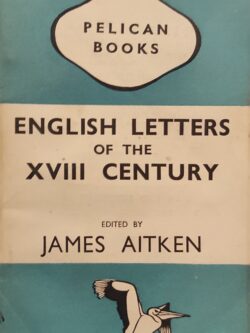 PELICAN
BOOKS
ENGLISH LETTERS
OF THE
XVIII CENTURY
EDITED BY
JAMES AITKEN